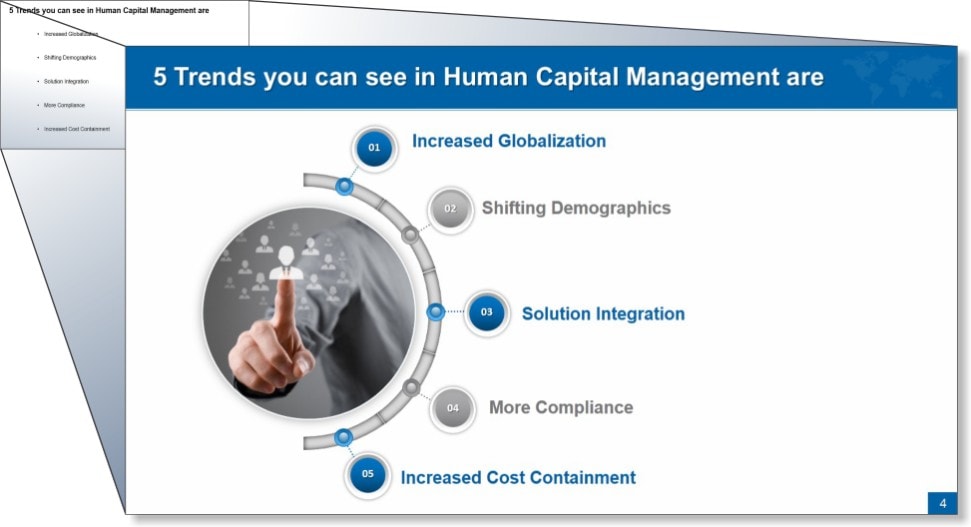 5 Trends you can see in Human Capital Management are
• Increased Globalization
• Shifting Demographics
• Solution Integration
• More Compliance
• Increased Cost Containment
5 Trends you can see in Human Capital Management are
01 Increased Globalization
02 Shifting Demographics
03 Solution Integration
04 More Compliance
05 Increased Cost Containment
4